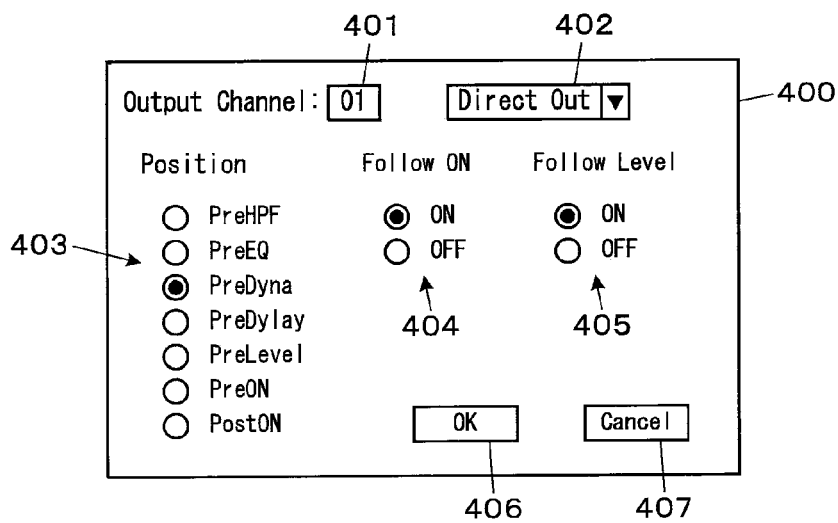 401 402
Output Channel: 01 Direct Out ▼ 400
Position Follow ON Follow Level
PreHPF ON ON
403 PreEQ OFF OFF
PreDyna
PreDylay 404 405
PreLevel
PreON
PostON OK Cancel
406 407